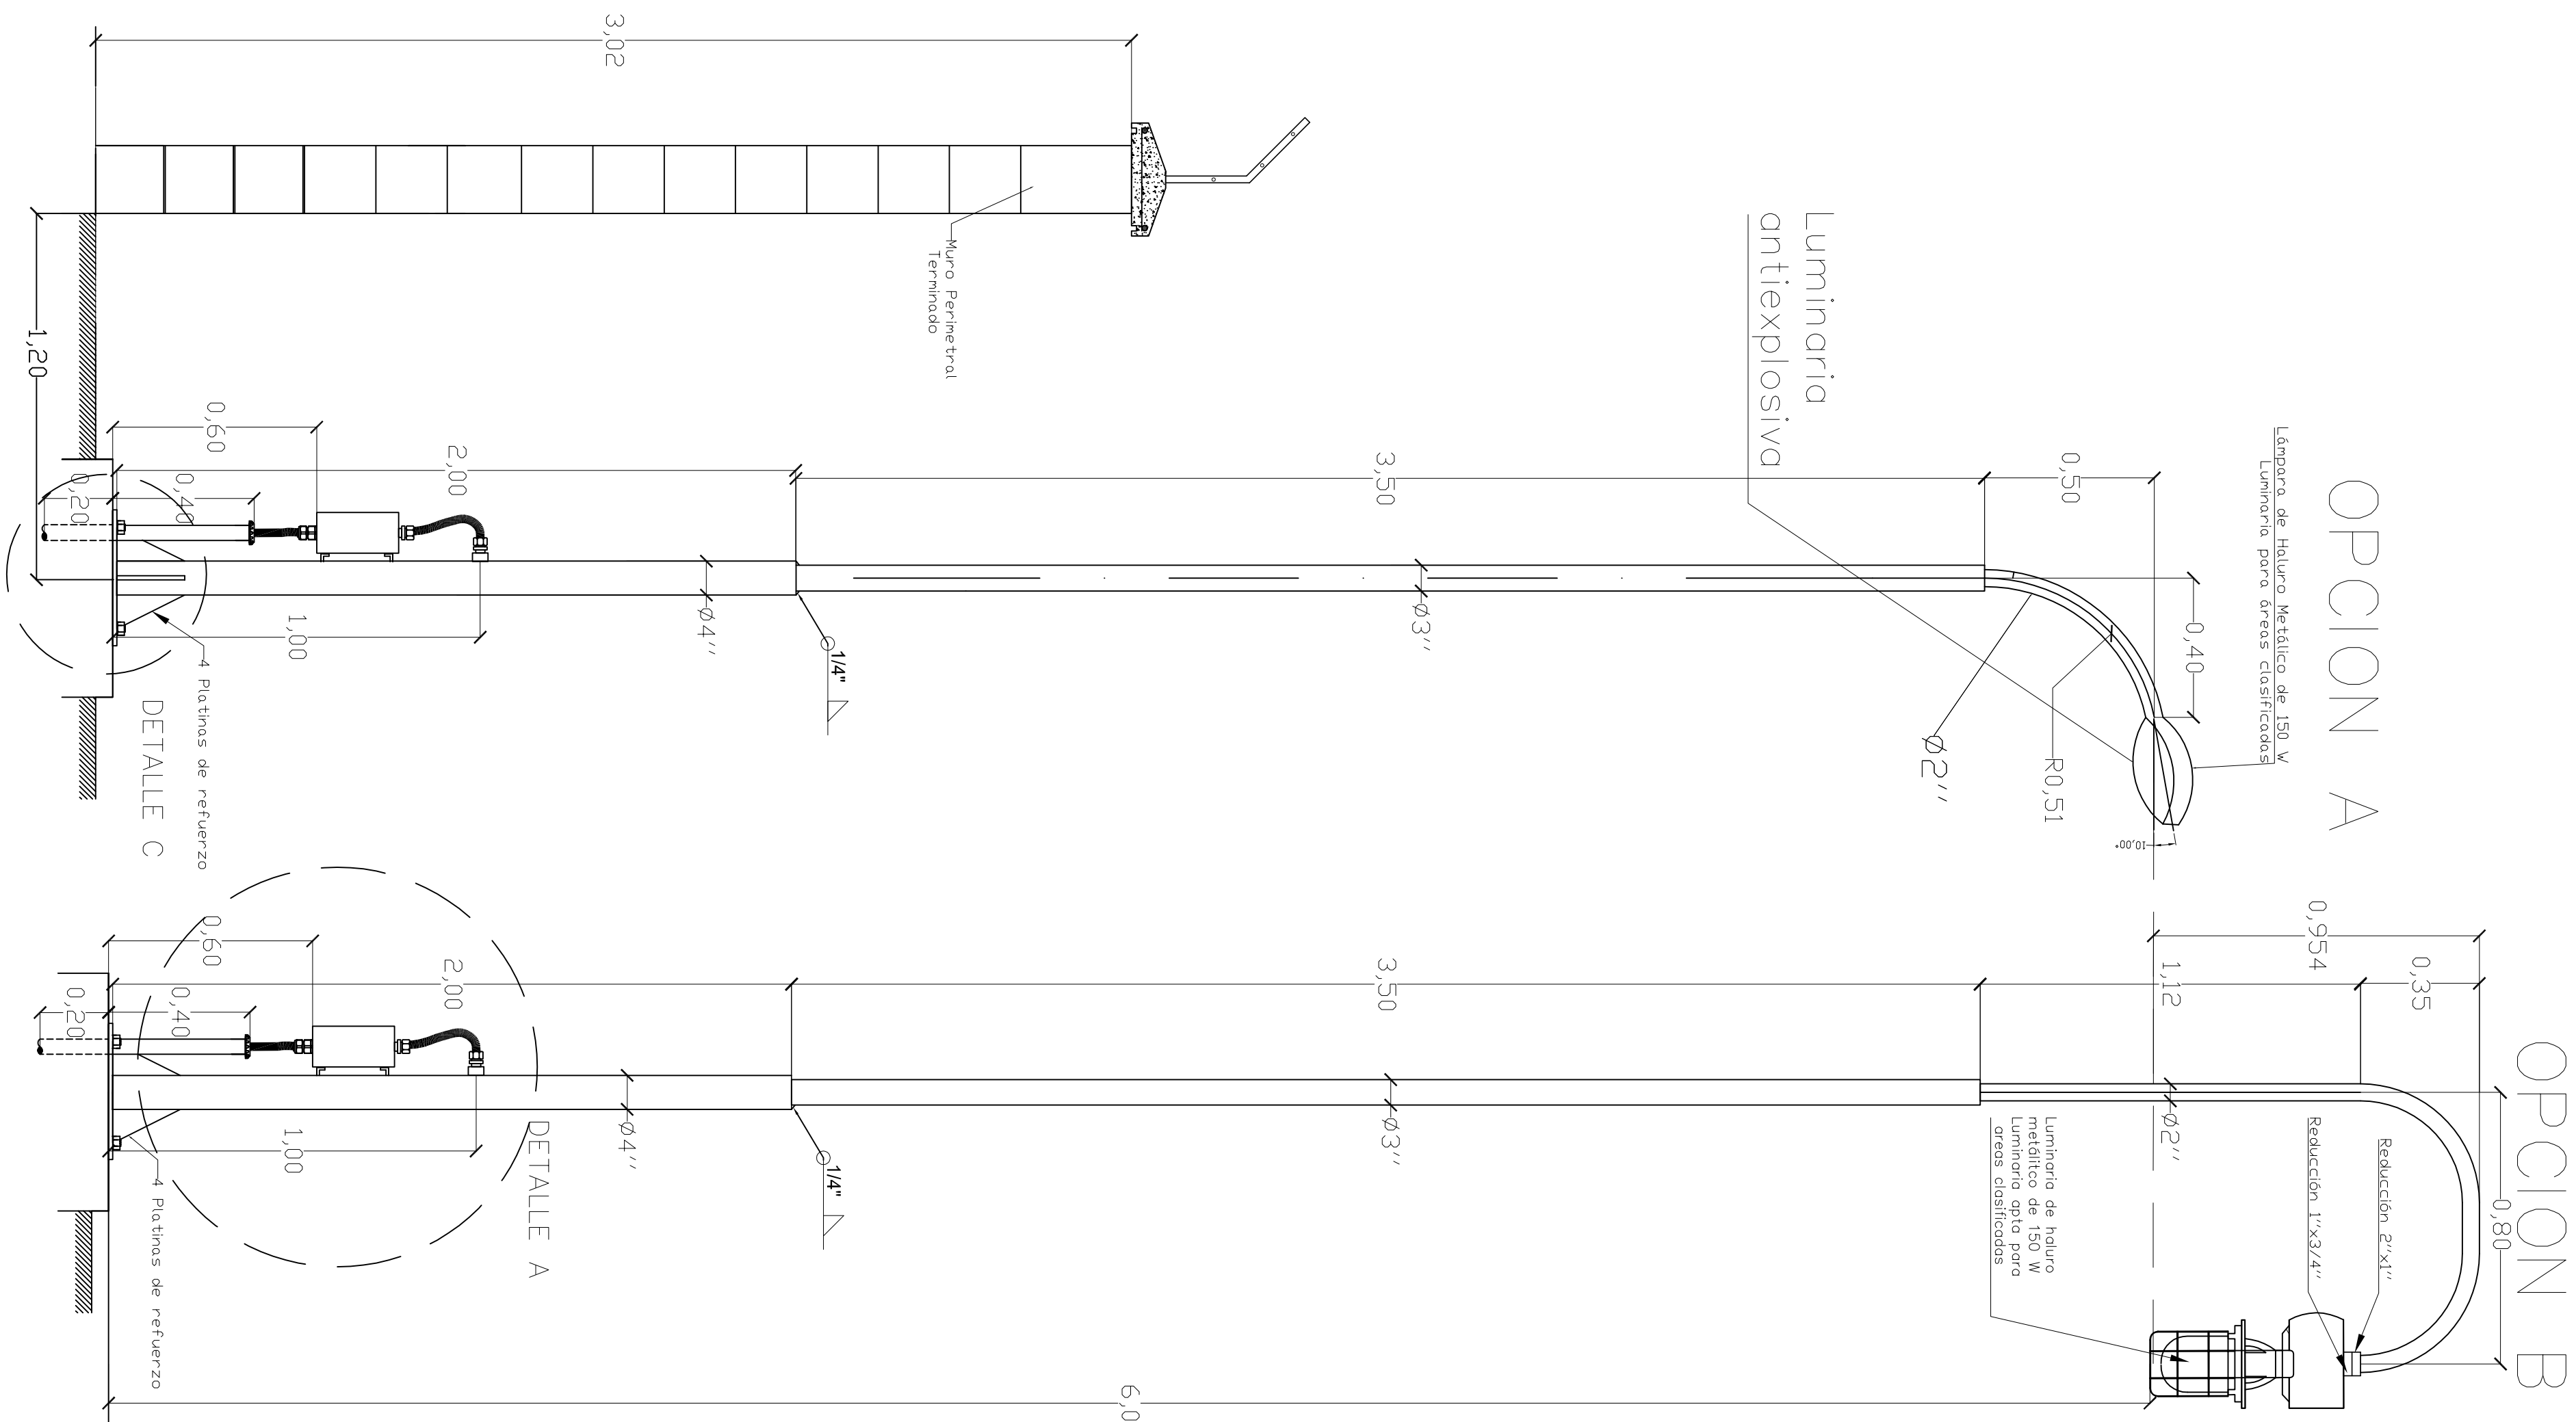 OPCION A
Lámpara de Haluro Metálico de 150 W
Luminaria para áreas clasificadas
0,50
0,40
10,00°
R0,51
Ø2''
Luminaria
antiexplosiva
3,50
Ø3''
3,02
Muro Perimetral
Terminado
1/4"
2,00
Ø4''
1,00
0,60
0,40
0,20
4 Platinas de refuerzo
DETALLE C
1,20
OPCION B
0,954
0,35
0,80
1,12
Reducción 2''x1''
Reducción 1''x3/4''
Ø2''
Luminaria de haluro
metálito de 150 W
Luminaria apta para
areas clasificadas
3,50
Ø3''
6,0
1/4"
2,00
Ø4''
DETALLE A
1,00
0,60
0,40
0,20
4 Platinas de refuerzo